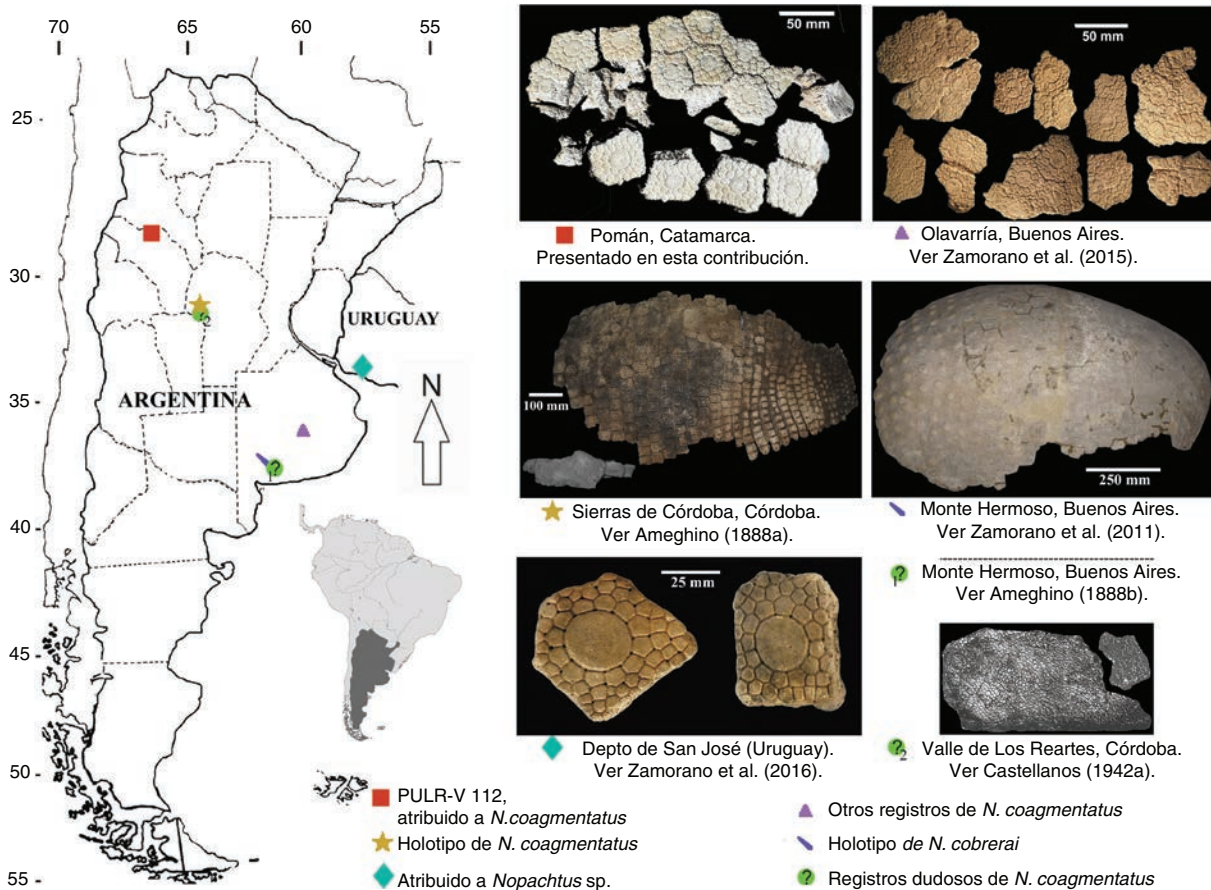 70 65 60 55
25
30
35
40
45
50
55
URUGUAY
ARGENTINA
N
?
2
?
1
50 mm
Pomán, Catamarca.
Presentado en esta contribución.
50 mm
Olavarría, Buenos Aires.
Ver Zamorano et al. (2015).
100 mm
Sierras de Córdoba, Córdoba.
Ver Ameghino (1888a).
250 mm
Monte Hermoso, Buenos Aires.
Ver Zamorano et al. (2011).
?
1
Monte Hermoso, Buenos Aires.
Ver Ameghino (1888b).
25 mm
Depto de San José (Uruguay).
Ver Zamorano et al. (2016).
?
2
Valle de Los Reartes, Córdoba.
Ver Castellanos (1942a).
PULR-V 112,
atribuido a N.coagmentatus
Holotipo de N. coagmentatus
Atribuido a Nopachtus sp.
Otros registros de N. coagmentatus
Holotipo de N. cobrerai
? Registros dudosos de N. coagmentatus